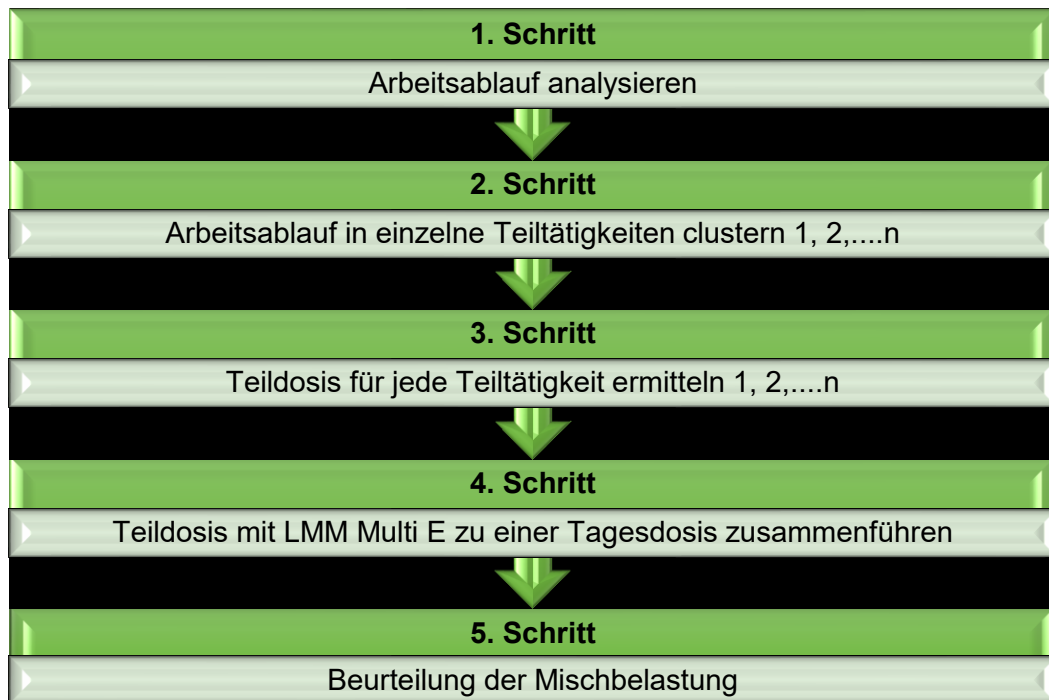 1. Schritt
Arbeitsablauf analysieren
2. Schritt
Arbeitsablauf in einzelne Teiltätigkeiten clustern 1, 2,....n
3. Schritt
Teildosis für jede Teiltätigkeit ermitteln 1, 2,....n
4. Schritt
Teildosis mit LMM Multi E zu einer Tagesdosis zusammenführen
5. Schritt
Beurteilung der Mischbelastung